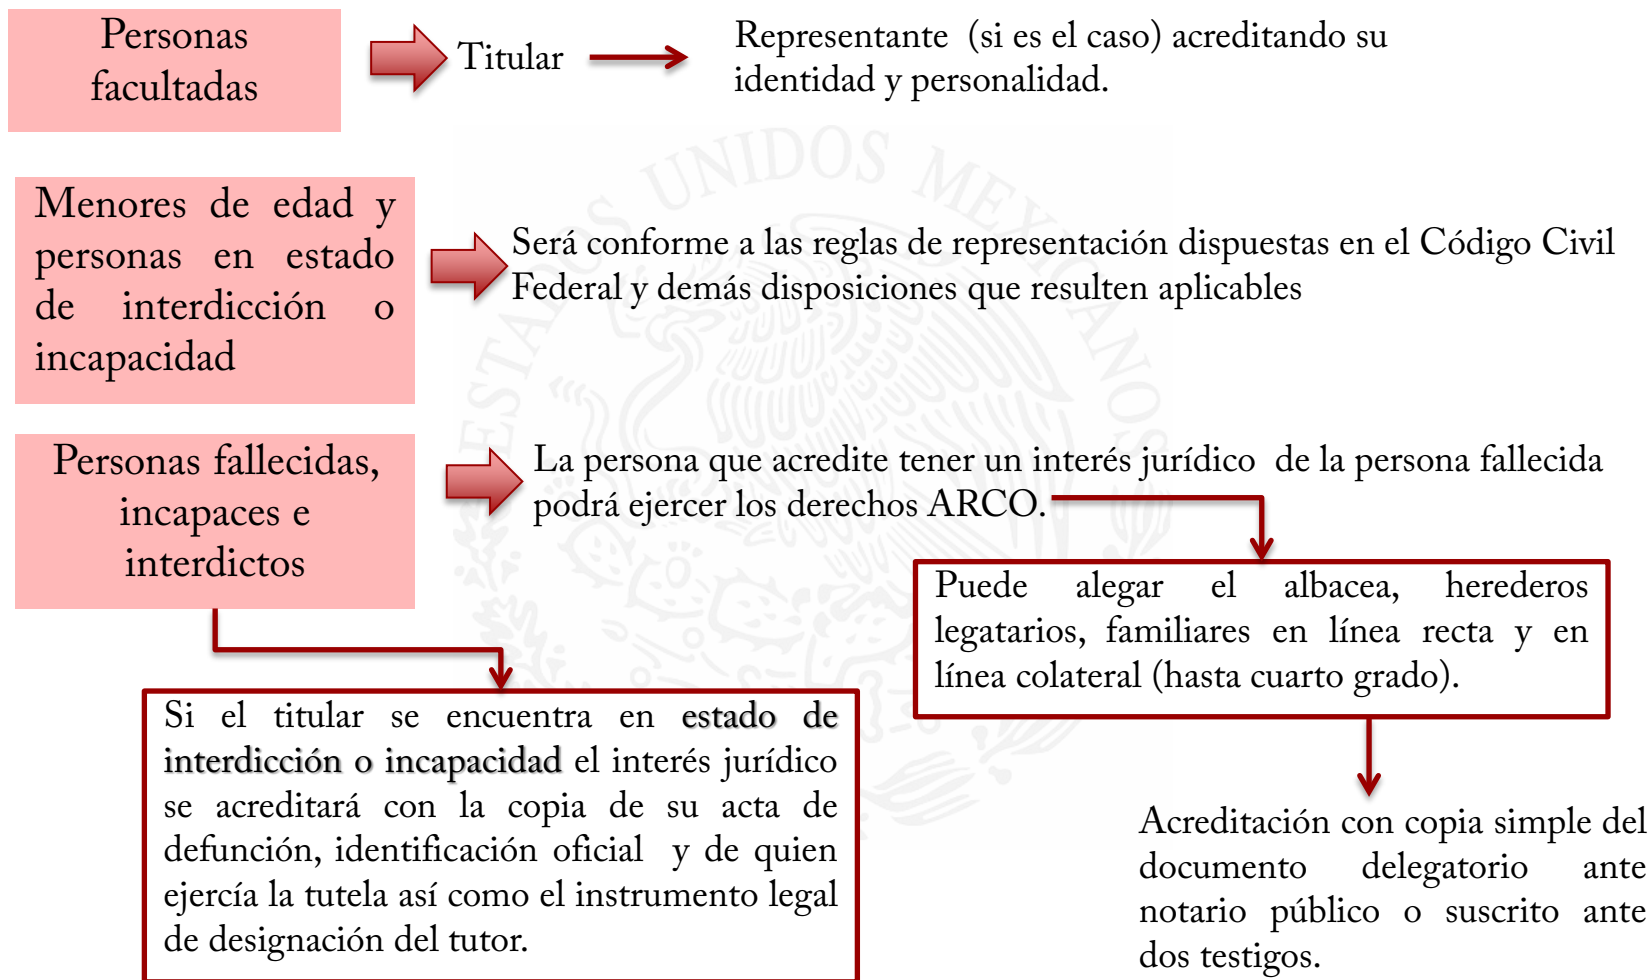 Personas
facultadas
Titular
Representante (si es el caso) acreditando su
identidad y personalidad.
ESTADOS UNIDOS MEXICANOS
Menores de edad y
personas en estado
de interdicción o
incapacidad
Será conforme a las reglas de representación dispuestas en el Código Civil
Federal y demás disposiciones que resulten aplicables
Personas fallecidas,
incapaces e
interdictos
La persona que acredite tener un interés jurídico de la persona fallecida
podrá ejercer los derechos ARCO.
Puede alegar el albacea, herederos
legatarios, familiares en línea recta y en
línea colateral (hasta cuarto grado).
Si el titular se encuentra en estado de
interdicción o incapacidad el interés jurídico
se acreditará con la copia de su acta de
defunción, identificación oficial y de quien
ejercía la tutela así como el instrumento legal
de designación del tutor.
Acreditación con copia simple del
documento delegatorio ante
notario público o suscrito ante
dos testigos.